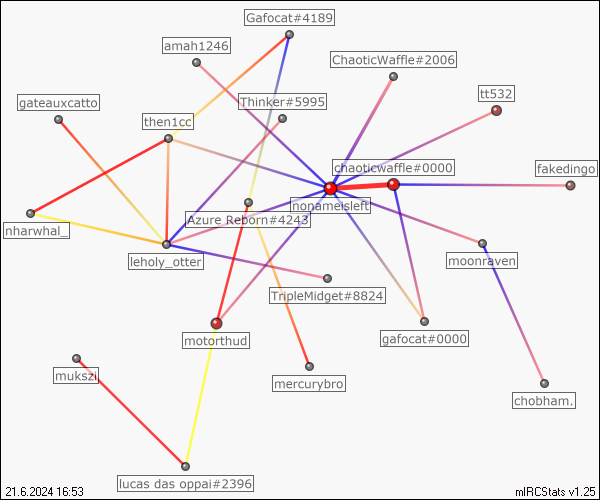 Gafocat#4189
amah1246
ChaoticWaffle#2006
tt532
gateauxcatto
Thinker#5995
then1cc
chaoticwaffle#0000
fakedingo
nonameisleft
Azure_Reborn#4243
nharwhal_
leholy_otter
moonraven
TripleMidget#8824
motorthud
gafocat#0000
mukszi
mercurybro
chobham.
lucas das oppai#2396
21.6.2024 16:53
mIRCStats v1.25